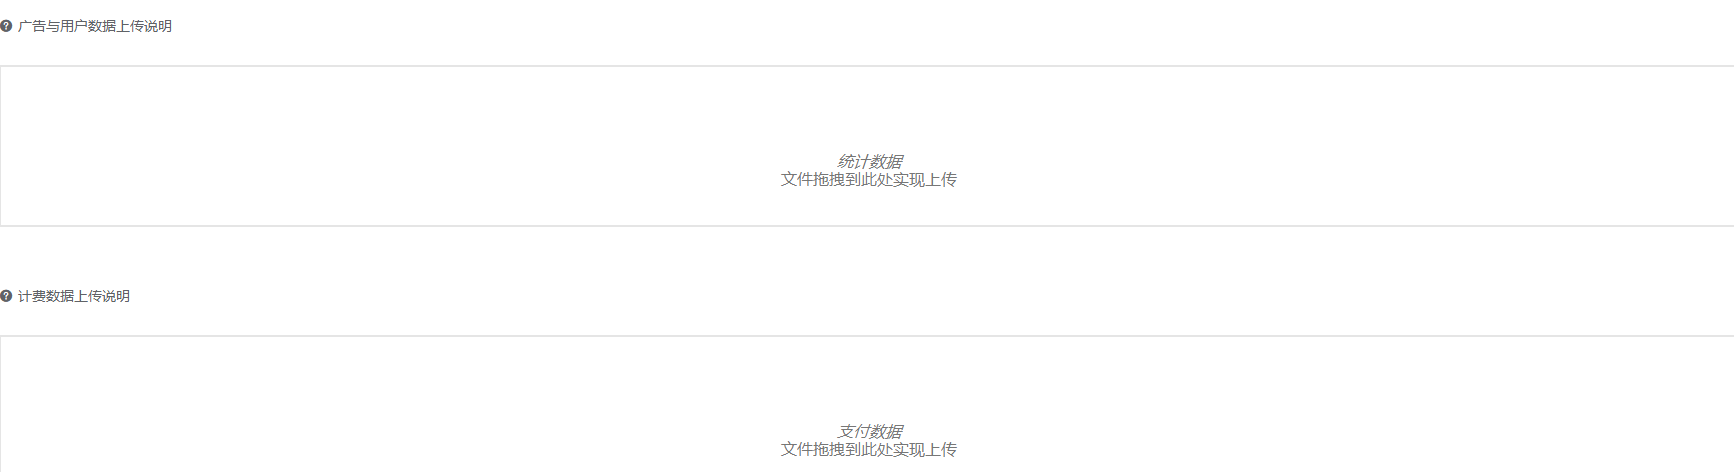 广告与用户数据上传说明
统计数据
文件拖拽到此处实现上传
计费数据上传说明
支付数据
文件拖拽到此处实现上传